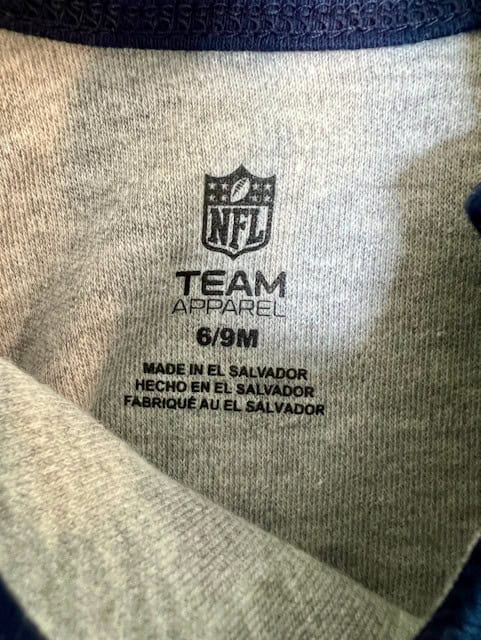 NFL
TEAM
APPAREL
6/9M
MADE IN EL SALVADOR
HECHO EN EL SALVADOR
FABRIQUÉ AU EL SALVADOR